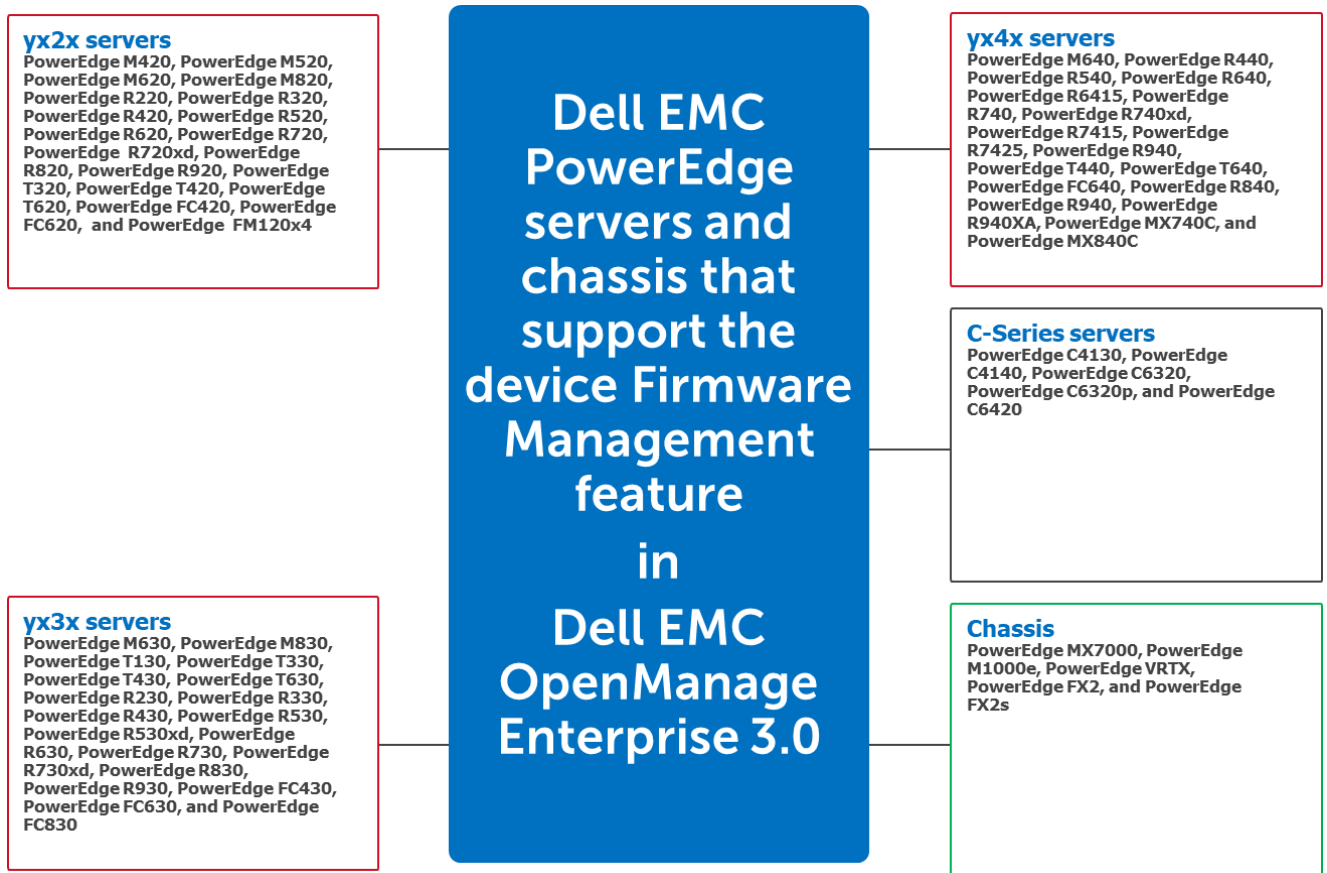 yx2x servers
PowerEdge M420, PowerEdge M520,
PowerEdge M620, PowerEdge M820,
PowerEdge R220, PowerEdge R320,
PowerEdge R420, PowerEdge R520,
PowerEdge R620, PowerEdge R720,
PowerEdge R720xd, PowerEdge
R820, PowerEdge R920, PowerEdge
T320, PowerEdge T420, PowerEdge
T620, PowerEdge FC420, PowerEdge
FC620, and PowerEdge FM120x4
yx3x servers
PowerEdge M630, PowerEdge M830,
PowerEdge T130, PowerEdge T330,
PowerEdge T430, PowerEdge T630,
PowerEdge R230, PowerEdge R330,
PowerEdge R430, PowerEdge R530,
PowerEdge R530xd, PowerEdge
R630, PowerEdge R730, PowerEdge
R730xd, PowerEdge R830,
PowerEdge R930, PowerEdge FC430,
PowerEdge FC630, and PowerEdge
FC830
Dell EMC
PowerEdge
servers and
chassis that
support the
device Firmware
Management
feature
in
Dell EMC
OpenManage
Enterprise 3.0
yx4x servers
PowerEdge M640, PowerEdge R440,
PowerEdge R540, PowerEdge R640,
PowerEdge R6415, PowerEdge
R740, PowerEdge R740xd,
PowerEdge R7415, PowerEdge
R7425, PowerEdge R940,
PowerEdge T440, PowerEdge T640,
PowerEdge FC640, PowerEdge R840,
PowerEdge R940, PowerEdge
R940XA, PowerEdge MX740C, and
PowerEdge MX840C
C-Series servers
PowerEdge C4130, PowerEdge
C4140, PowerEdge C6320,
PowerEdge C6320p, and PowerEdge
C6420
Chassis
PowerEdge MX7000, PowerEdge
M1000e, PowerEdge VRTX,
PowerEdge FX2, and PowerEdge
FX2s